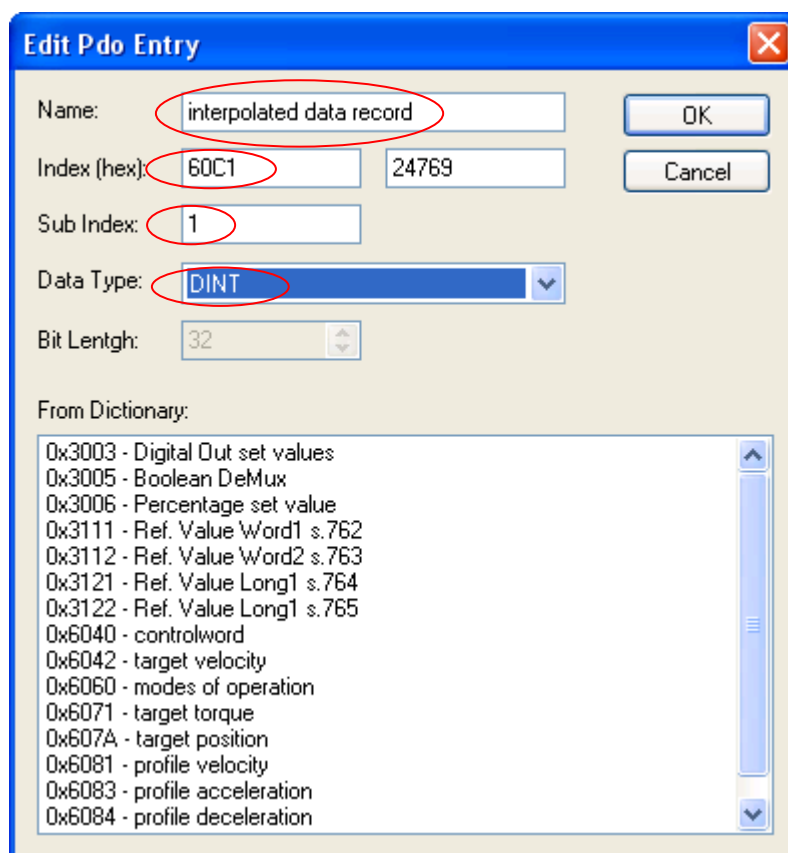 Edit Pdo Entry
Name: interpolated data record OK
Index (hex): 60C1 24769 Cancel
Sub Index: 1
Data Type: DINT
Bit Lentgh: 32
From Dictionary:
0x3003 - Digital Out set values
0x3005 - Boolean DeMux
0x3006 - Percentage set value
0x3111 - Ref. Value Word1 s.762
0x3112 - Ref. Value Word2 s.763
0x3121 - Ref. Value Long1 s.764
0x3122 - Ref. Value Long1 s.765
0x6040 - controlword
0x6042 - target velocity
0x6060 - modes of operation
0x6071 - target torque
0x607A - target position
0x6081 - profile velocity
0x6083 - profile acceleration
0x6084 - profile deceleration